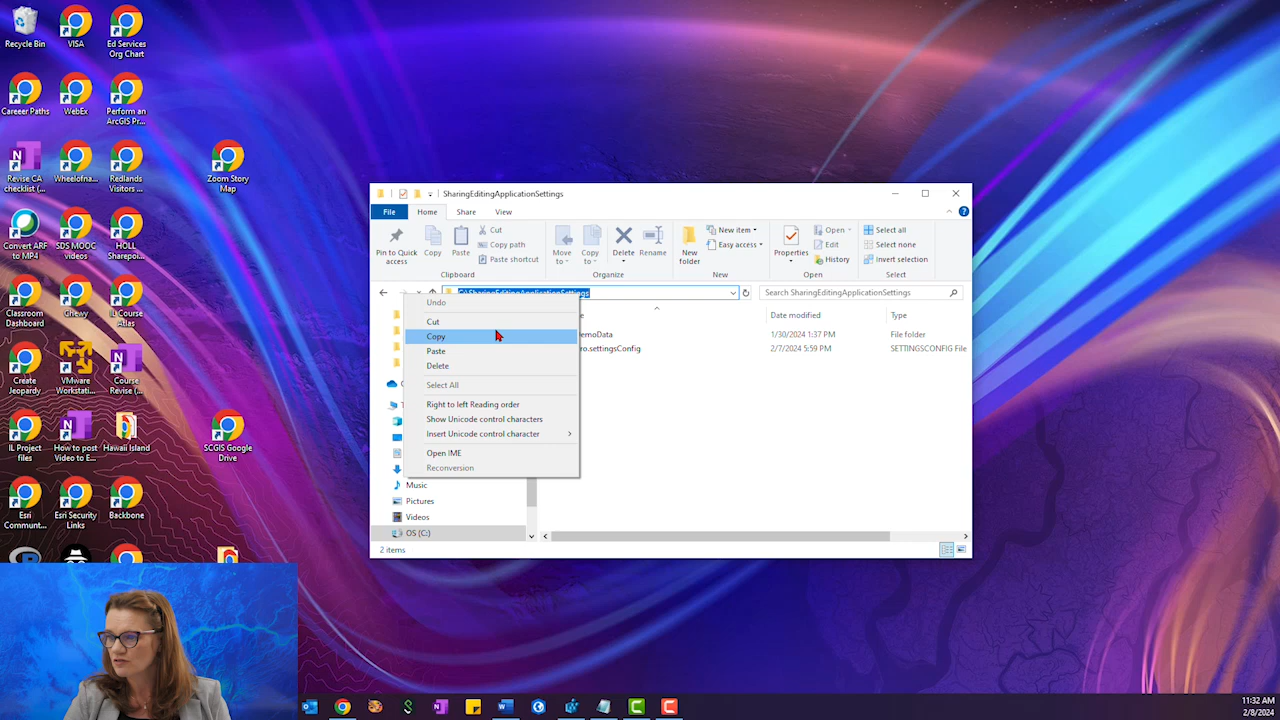 Recycle Bin
VISA
Ed Services
Org Chart
Careeer Paths
WebEx
Perform an
ArcGIS Pr...
Revise CA
checklist (...
Wheelofna...
Redlands
Visitors ...
Zoom Story
Map
Convert ARF
to MP4
SDS MOOC
videos
HOLL
Sharepoi...
Classroom
Dashboard
Chewy
IL Course
Atlas
Create
Jeopardy
VMware
Workstati...
Course
Revise (...
IL Project
files
How to post
Video to E...
Hawaii Island
SCGIS Google
Drive
Esri
Commun...
Esri Security
Links
Backbone
SharingEditingApplicationSettings
File
Home
Share
View
Pin to Quick
access
Copy
Paste
Cut
Copy path
Paste shortcut
Clipboard
Move
to
Copy
to
Delete
Rename
Organize
New
folder
New item
Easy access
New
Properties
Open
Edit
History
Open
Select all
Select none
Invert selection
Select
C:\SharingEditingApplicationSettings
Search SharingEditingApplicationSettings
Date modified
Type
emoData
1/30/2024 1:37 PM
File folder
ro.settingsConfig
2/7/2024 5:59 PM
SETTINGSCONFIG File
Undo
Cut
Copy
Paste
Delete
Select All
Right to left Reading order
Show Unicode control characters
Insert Unicode control character
Open IME
Reconversion
Music
Pictures
Videos
OS (C:)
2 items
11:32 AM
2/8/2024